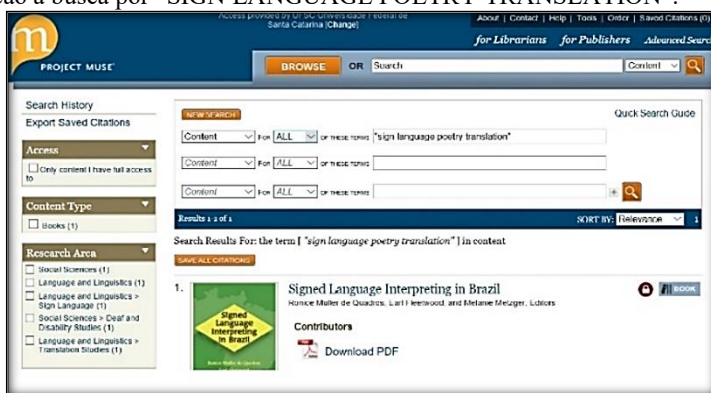 cao a busca por "SIGN LANGUAGE POETRY TRANSLATION".
Access provided by UFSC-Universidade Federal de
Santa Catarina [Change]
About | Contact | Help | Tools | Order | Saved Citations (0)
for Librarians for Publishers Advanced Searc
m
PROJECT MUSE
BROWSE OR Search Content
Search History
Export Saved Citations
NEW SEARCH Quick Search Guide
Content FOR ALL OF THESE TERMS "sign language poetry translation"
Content FOR ALL OF THESE TERMS
Content FOR ALL OF THESE TERMS +
Access
Only content I have full access
to
Content Type
Books (1)
Research Area
Social Sciences (1)
Language and Linguistics (1)
Language and Linguistics >
Sign Language (1)
Social Sciences > Deaf and
Disability Studies (1)
Language and Linguistics >
Translation Studies (1)
Results 1-1 of 1 SORT BY: Relevance 1
Search Results For: the term [ "sign language poetry translation" ] in content
SAVE ALL CITATIONS
1. Signed Language Interpreting in Brazil BOOK
Ronice Muller de Quadros, Earl Fleetwood, and Melanie Metzger, Editors
Contributors
Download PDF
Signed
Language
Interpreting
in Brazil